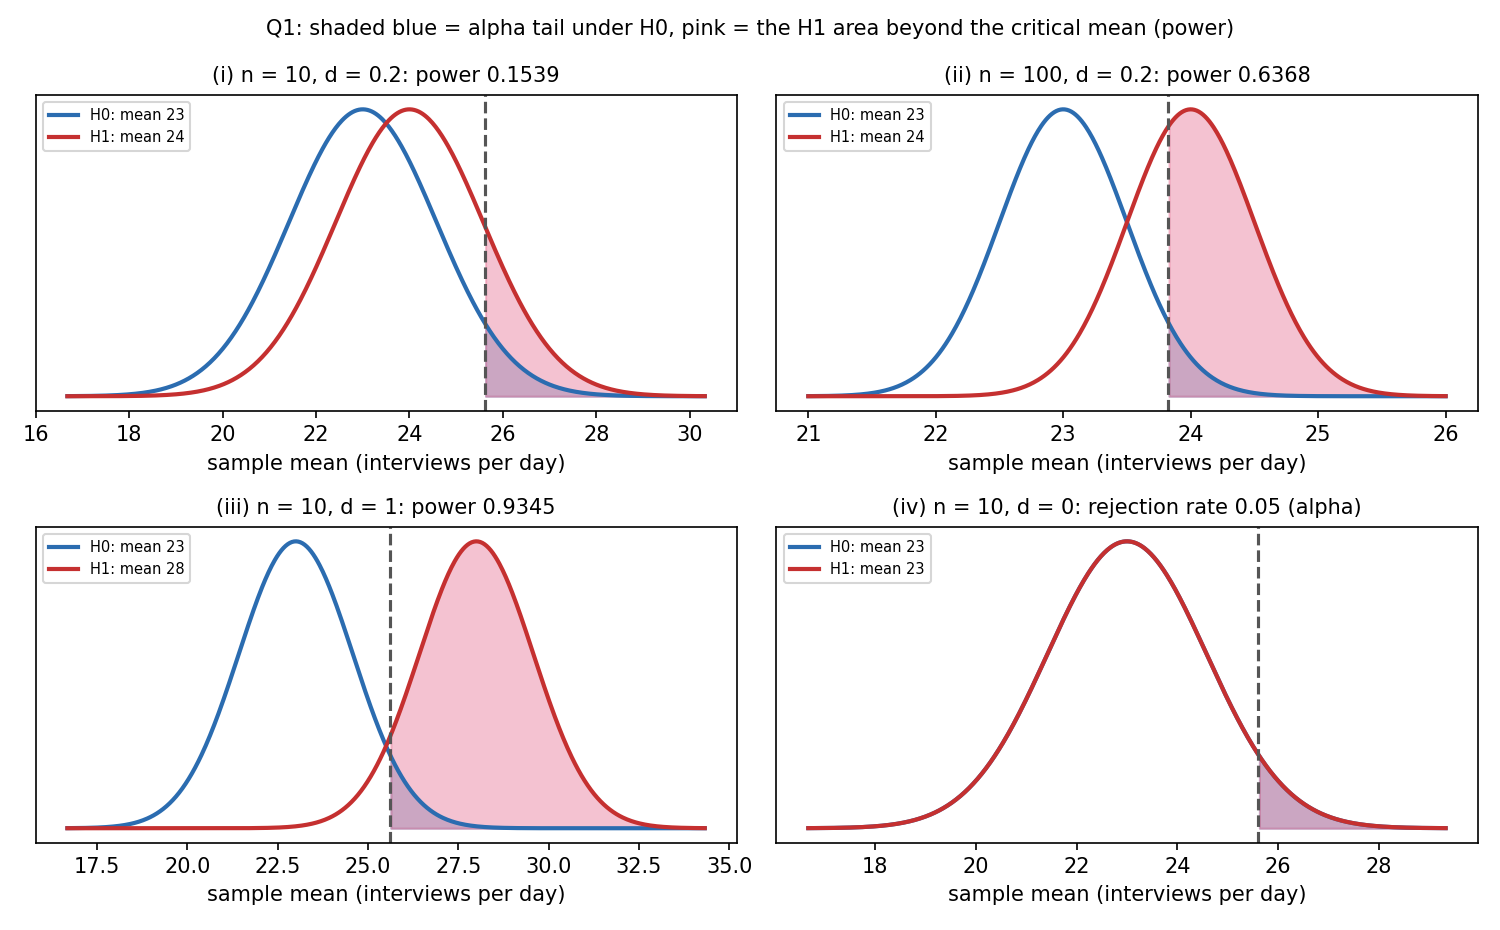 Q1: shaded blue = alpha tail under H0, pink = the H1 area beyond the critical mean (power)
(i) n = 10, d = 0.2: power 0.1539
H0: mean 23
H1: mean 24
16 18 20 22 24 26 28 30
sample mean (interviews per day)
(ii) n = 100, d = 0.2: power 0.6368
H0: mean 23
H1: mean 24
21 22 23 24 25 26
sample mean (interviews per day)
(iii) n = 10, d = 1: power 0.9345
H0: mean 23
H1: mean 28
17.5 20.0 22.5 25.0 27.5 30.0 32.5 35.0
sample mean (interviews per day)
(iv) n = 10, d = 0: rejection rate 0.05 (alpha)
H0: mean 23
H1: mean 23
18 20 22 24 26 28
sample mean (interviews per day)